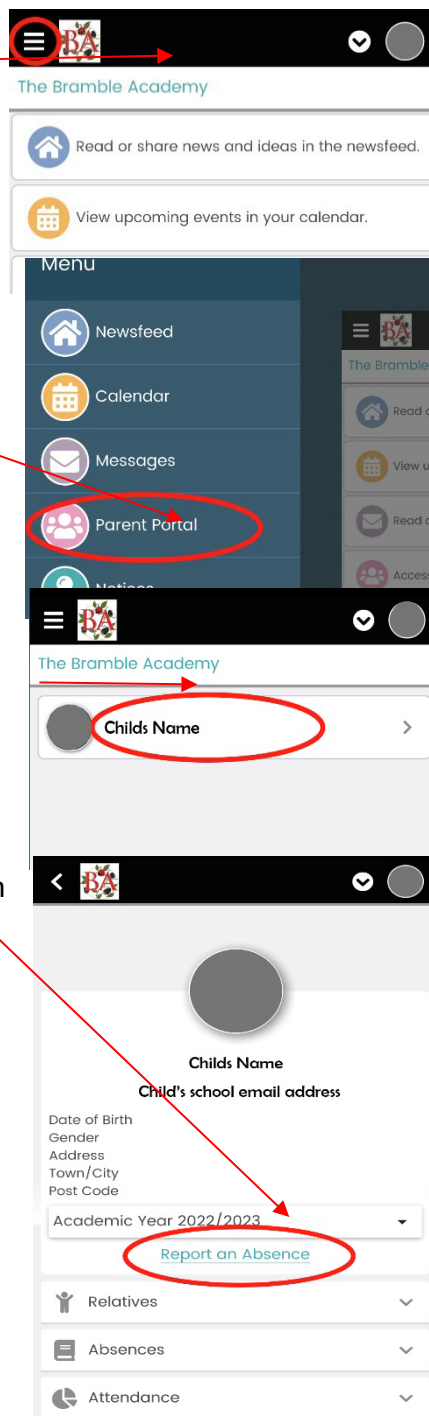 BA
The Bramble Academy
Read or share news and ideas in the newsfeed.
View upcoming events in your calendar.
Menu
Newsfeed
Calendar
Messages
Parent Portal
Notices
BA
The Bramble
Read
View u
Read
Acces
BA
The Bramble Academy
Childs Name
n
BA
Childs Name
Child's school email address
Date of Birth
Gender
Address
Town/City
Post Code
Academic Year 2022/2023
Report an Absence
Relatives
Absences
Attendance